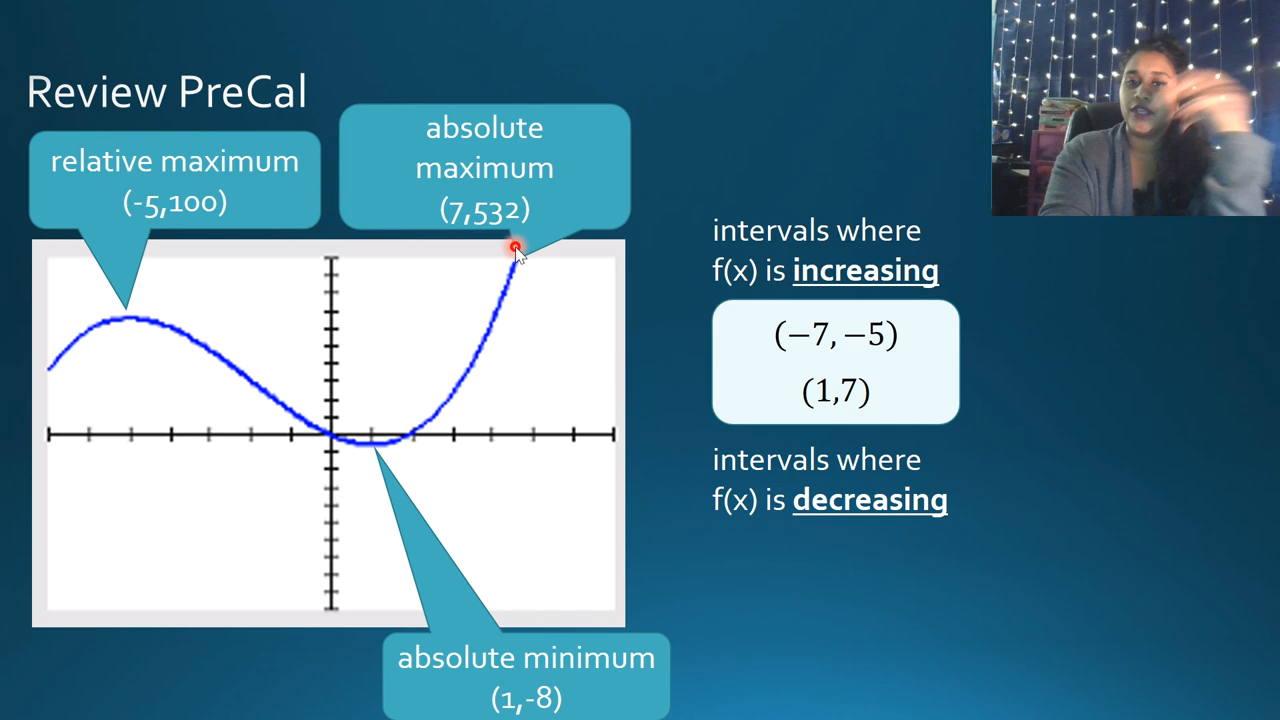 Review PreCal
relative maximum
(-5,100)
absolute
maximum
(7,532)
intervals where
f(x) is increasing
(−7, −5)
(1,7)
intervals where
f(x) is decreasing
absolute minimum
(1,-8)